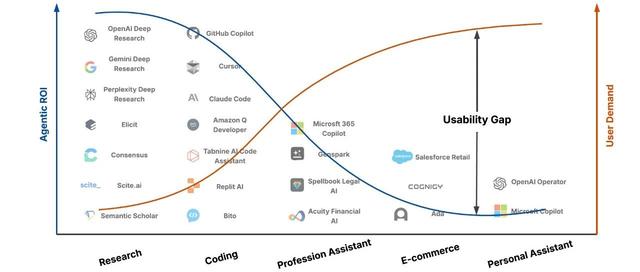 Agentic ROI
OpenAI Deep
Research
Gemini Deep
Research
Perplexity Deep
Research
Elicit
Consensus
scite_
Scite.ai
Semantic Scholar
GitHub Copilot
Cursor
A\
Claude Code
Amazon Q
Developer
Tabnine AI Code
Assistant
Replit AI
Bito
Microsft 365
Copilot
Genspark
Spellbook Legal
AI
Acuity Financial
AI
salesforce
Salesforce Retail
COGNIGY
Ada
OpenAI Operator
Microsft Copilot
Usability Gap
User Demand
Research
Coding
Profession Assistant
E-commerce
Personal Assistant